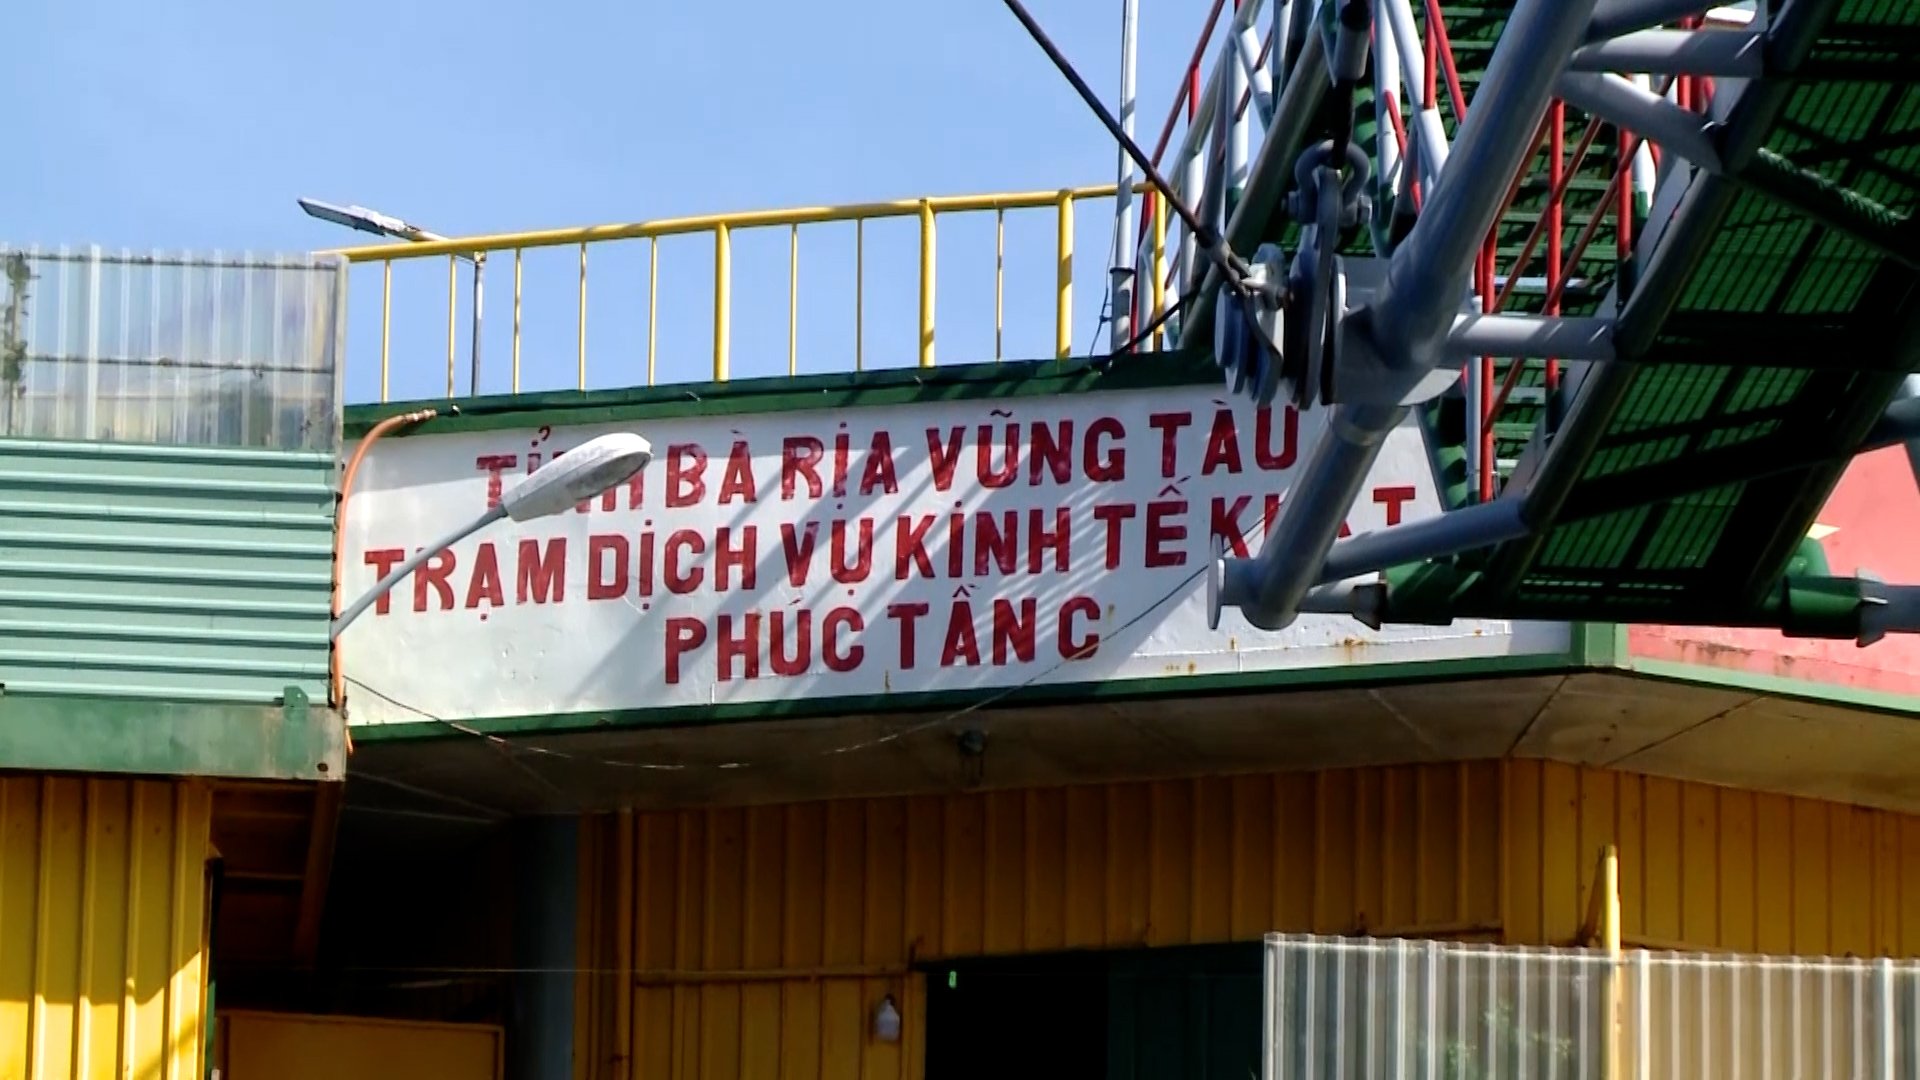 TỈNH BÀ RỊA VŨNG TÀU
TRẠM DỊCH VỤ KINH TẾ
PHÚC TẦN C